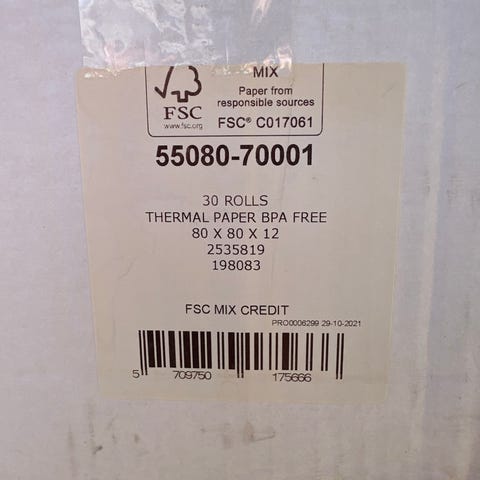 MIX
Paper from
responsible sources
FSC
www.fsc.org
FSC® C017061
55080-70001
30 ROLLS
THERMAL PAPER BPA FREE
80 X 80 X 12
2535819
198083
FSC MIX CREDIT
PRO0006299 29-10-2021
5 709750 175666